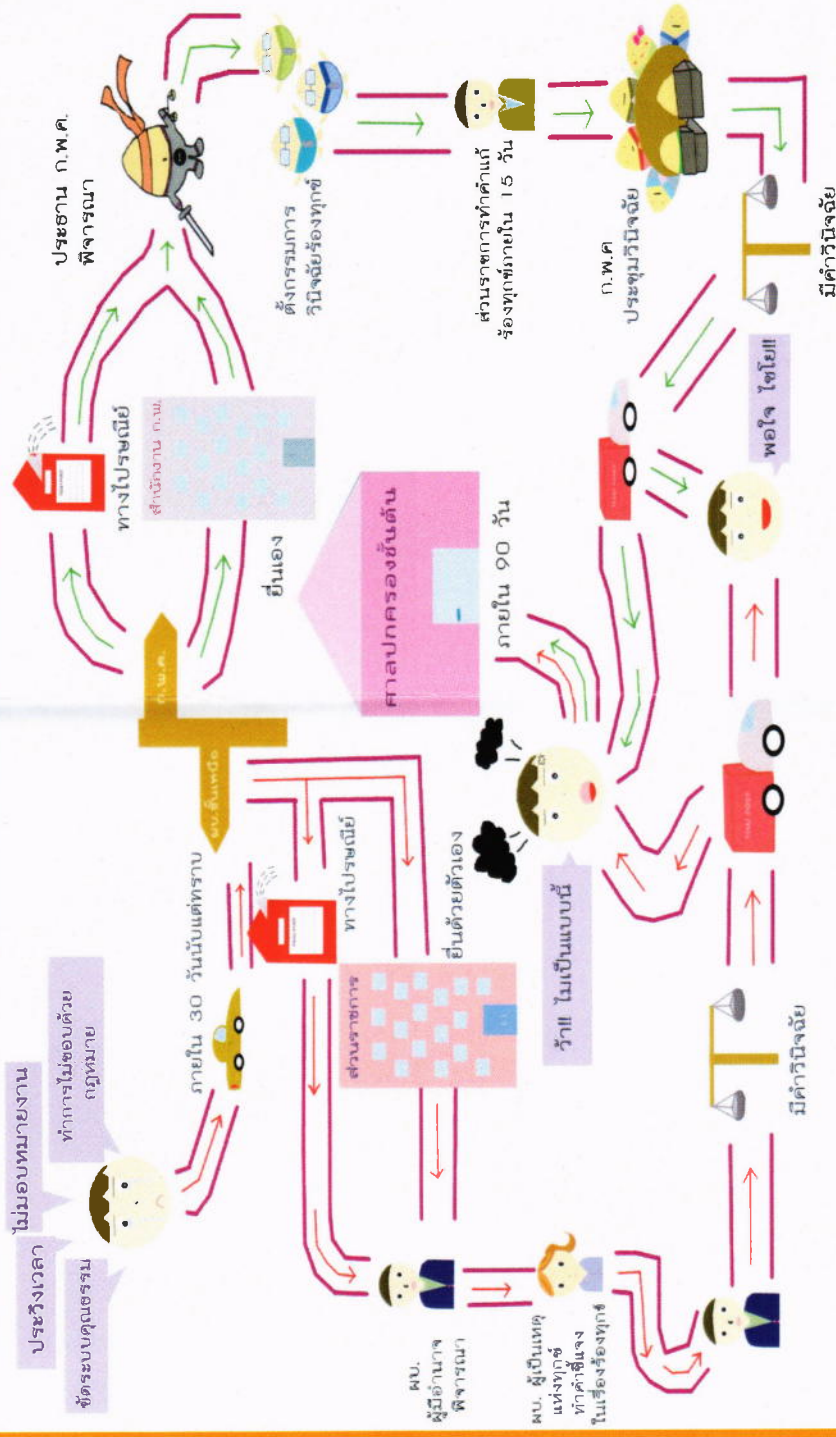 ประวิงเวลา
ไม่มอบหมายงาน
ขัดระบบคุณธรรม
ทำการไม่ชอบด้วย
กฎหมาย
ภายใน 30 วันนับแต่ทราบ
ผบ.ชั้นเหนือ
ก.พ.ค.
ทางไปรษณีย์
ยื่นด้วยตัวเอง
ส่วนราชการ
ผบ.
ผู้มีอำนาจ
พิจารณา
ผบ. ผู้เป็นเหตุ
แห่งทุกข์
ทำคำชี้แจง
ในเรื่องร้องทุกข์
มีคำวินิจฉัย
ว้า!! ไมเป็นแบบนี้
ทางไปรษณีย์
สำนักงาน ก.พ.
ยื่นเอง
ประธาน ก.พ.ค.
พิจารณา
ตั้งกรรมการ
วินิจฉัยร้องทุกข์
ส่วนราชการทำคำแก้
ร้องทุกข์ภายใน 15 วัน
ก.พ.ค
ประชุมวินิจฉัย
มีคำวินิจฉัย
พอใจ ไชโย!!
ศาลปกครองชั้นต้น
ภายใน 90 วัน